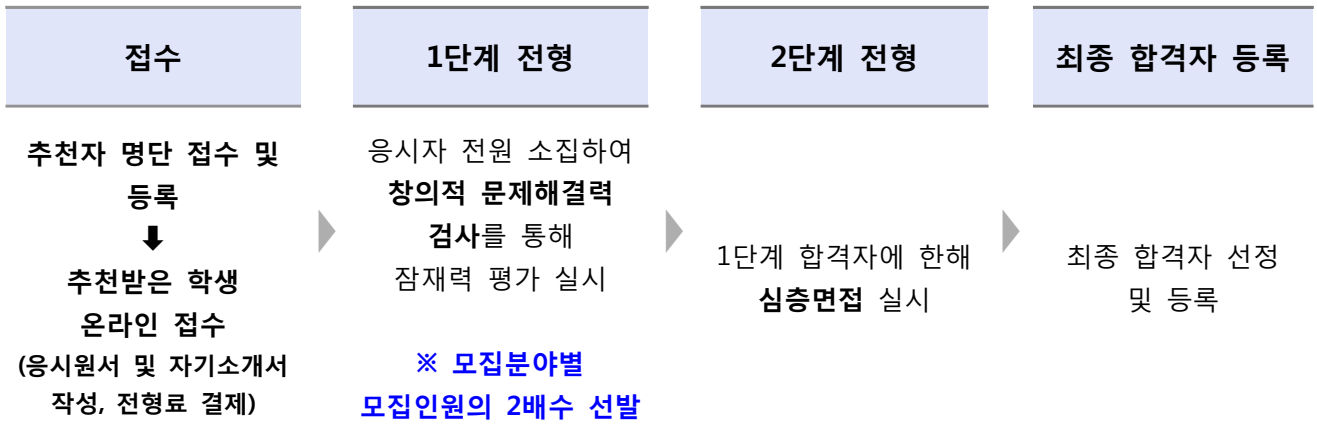 접수
추천자 명단 접수 및
등록
⬇
추천받은 학생
온라인 접수
(응시원서 및 자기소개서
작성, 전형료 결제)
1단계 전형
응시자 전원 소집하여
창의적 문제해결력
검사를 통해
잠재력 평가 실시
※ 모집분야별
모집인원의 2배수 선발
2단계 전형
1단계 합격자에 한해
심층면접 실시
최종 합격자 등록
최종 합격자 선정
및 등록